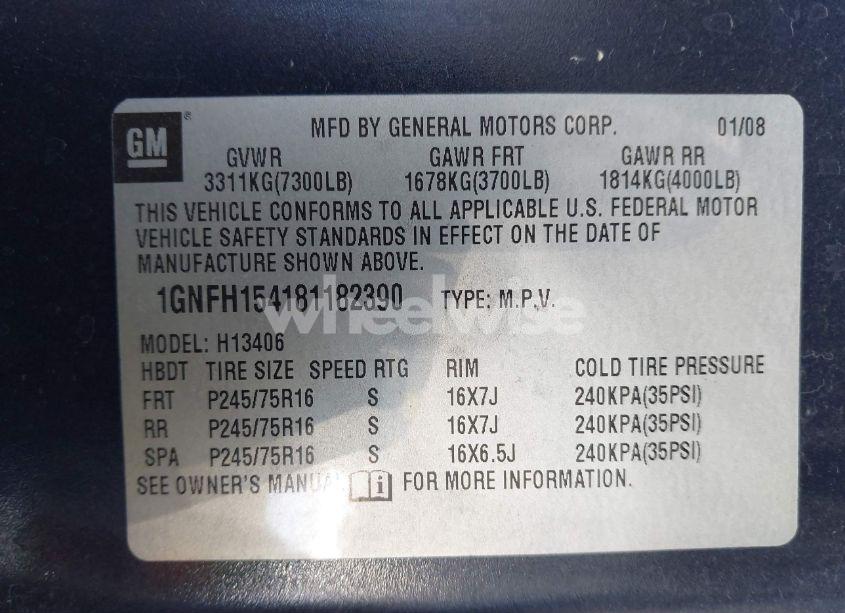 GM ®
MFD BY GENERAL MOTORS CORP. 01/08
GVWR GAWR FRT GAWR RR
3311KG(7300LB) 1678KG(3700LB) 1814KG(4000LB)
THIS VEHICLE CONFORMS TO ALL APPLICABLE U.S. FEDERAL MOTOR
VEHICLE SAFETY STANDARDS IN EFFECT ON THE DATE OF
MANUFACTURE SHOWN ABOVE.
1GNFH154181182390 TYPE: M.P.V.
wheelwise
MODEL: H13406
HBDT TIRE SIZE SPEED RTG RIM COLD TIRE PRESSURE
FRT P245/75R16 S 16X7J 240KPA(35PSI)
RR P245/75R16 S 16X7J 240KPA(35PSI)
SPA P245/75R16 S 16X6.5J 240KPA(35PSI)
SEE OWNER'S MANUAL i FOR MORE INFORMATION.